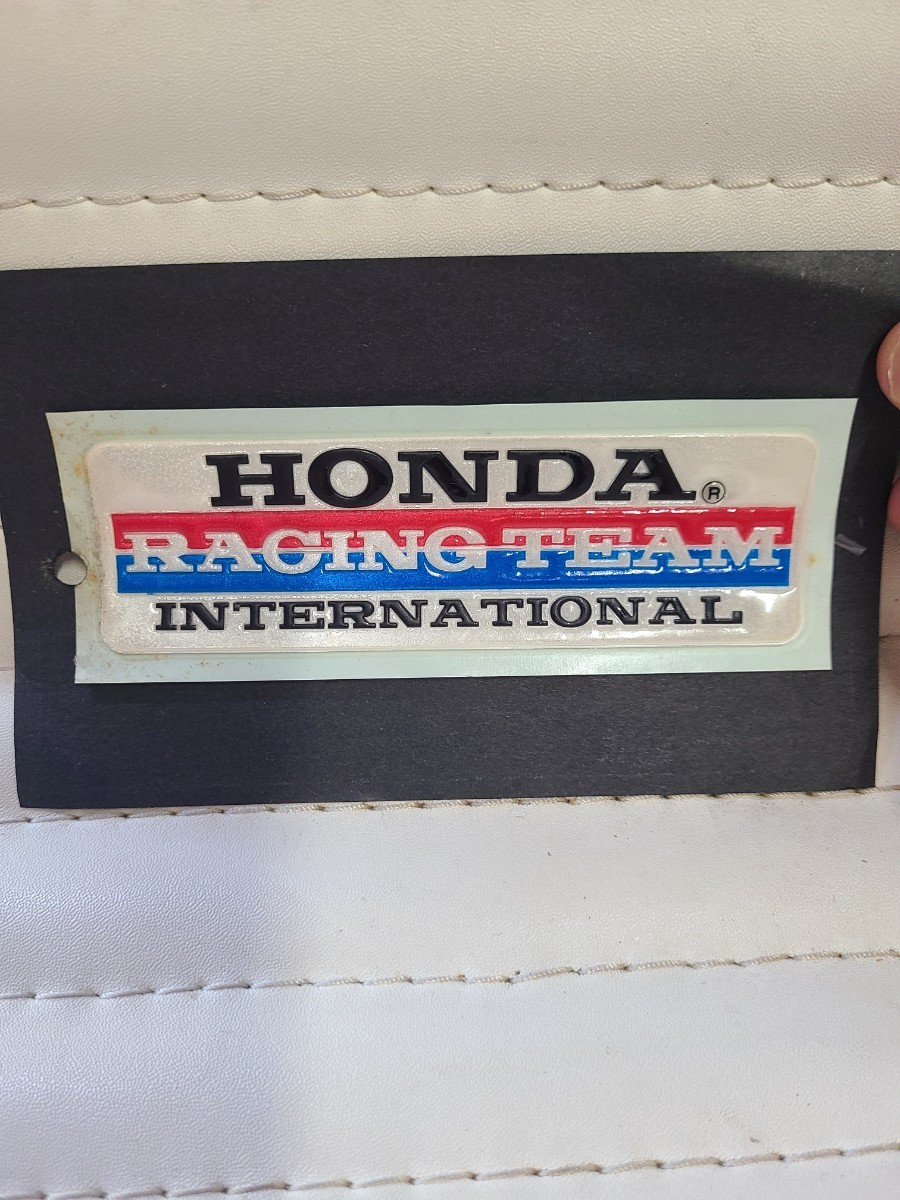 HONDA®
RACING TEAM
INTERNATIONAL